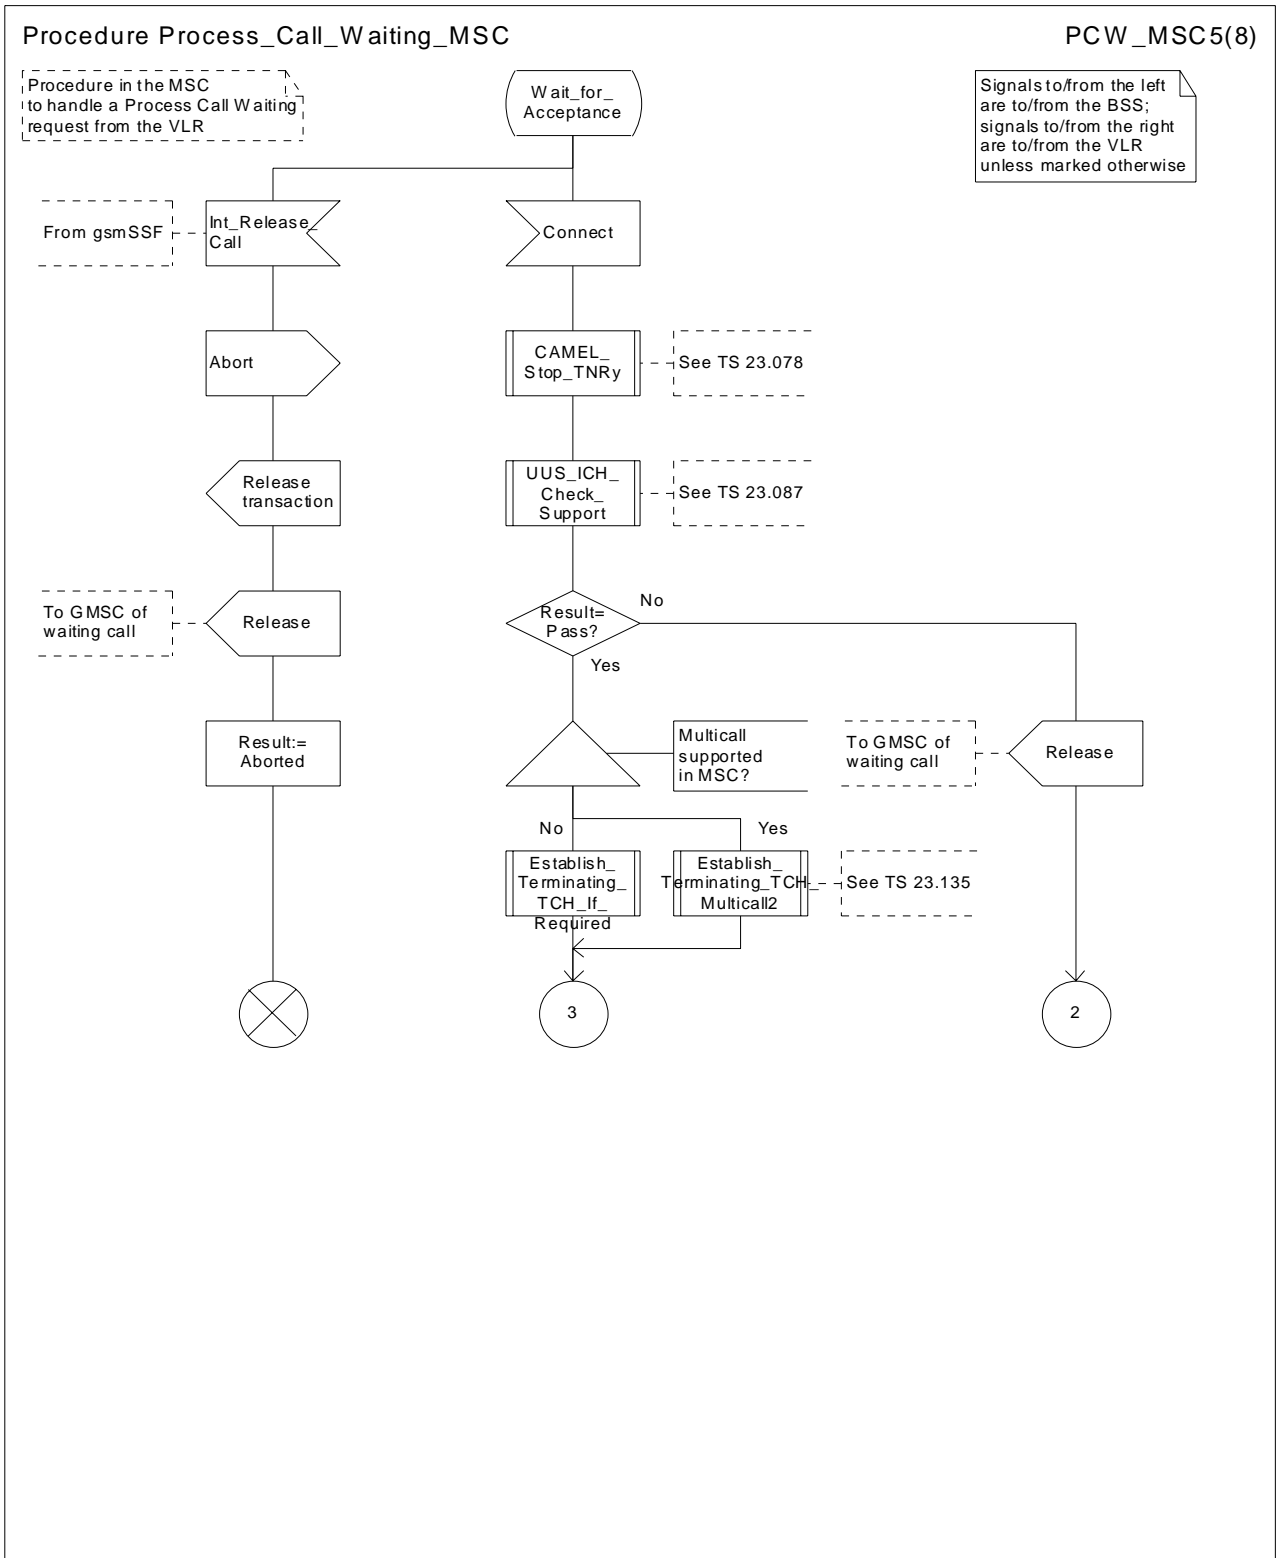 Procedure Process_Call_Waiting_MSC
PCW_MSC5(8)
Procedure in the MSC
to handle a Process Call Waiting
request from the VLR
Wait_for_
Acceptance
Signals to/from the left
are to/from the BSS;
signals to/from the right
are to/from the VLR
unless marked otherwise
From gsmSSF
Int_Release_
Call
Connect
Abort
CAMEL_
Stop_TNRy
See TS 23.078
Release
transaction
UUS_ICH_
Check_
Support
See TS 23.087
To GMSC of
waiting call
Release
Result=
Pass?
No
Yes
Result:=
Aborted
Multicall
supported
in MSC?
To GMSC of
waiting call
Release
No
Yes
Establish_
Terminating_
TCH_If_
Required
Establish_
Terminating_TCH_
Multicall2
See TS 23.135
3
2